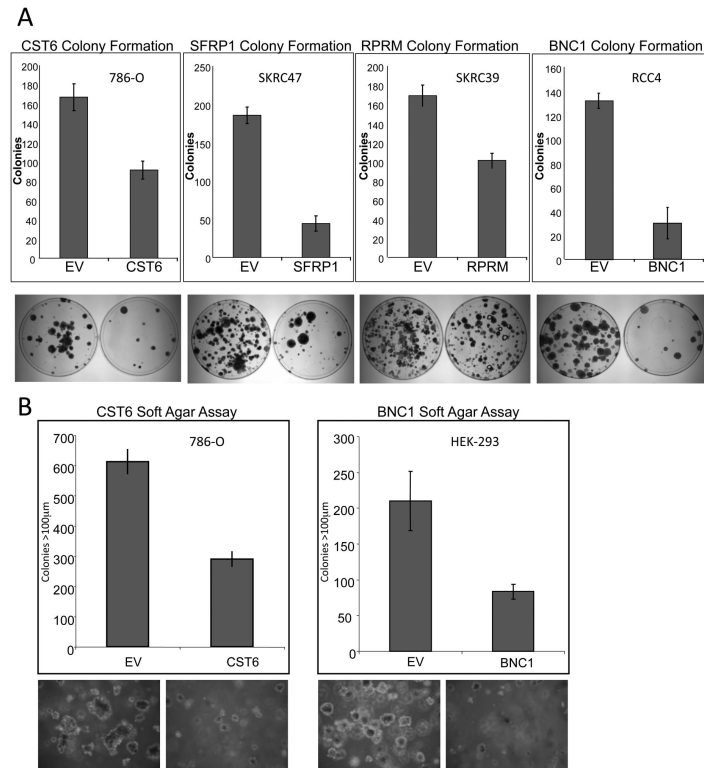 A
CST6 Colony Formation
786-O
Colonies
200
180
160
140
120
100
80
60
40
20
0
EV CST6
SFRP1 Colony Formation
SKRC47
Colonies
250
200
150
100
50
0
EV SFRP1
RPRM Colony Formation
SKRC39
Colonies
200
180
160
140
120
100
80
60
40
20
0
EV RPRM
BNC1 Colony Formation
RCC4
Colonies
160
140
120
100
80
60
40
20
0
EV BNC1
B
CST6 Soft Agar Assay
786-O
Colonies >100μm
700
600
500
400
300
200
100
0
EV CST6
BNC1 Soft Agar Assay
HEK-293
Colonies >100μm
300
250
200
150
100
50
0
EV BNC1